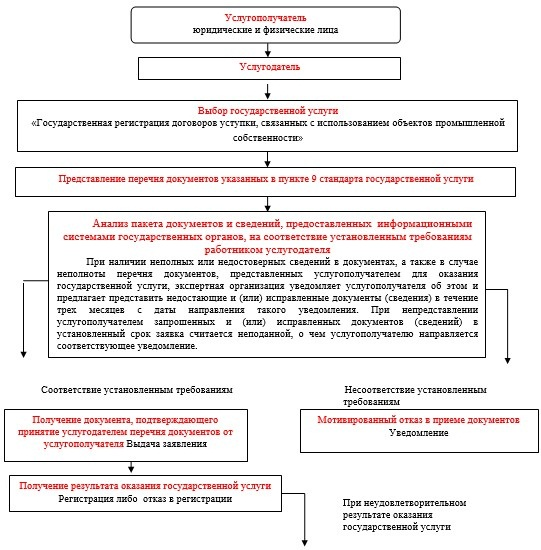 Услугополучатель
юридические и физические лица
Услугодатель
Выбор государственной услуги
«Государственная регистрация договоров уступки, связанных с использованием объектов промышленной
собственности»
Представление перечня документов указанных в пункте 9 стандарта государственной услуги
Анализ пакета документов и сведений, предоставленных информационными
системами государственных органов, на соответствие установленным требованиям
работником услугодателя
При наличии неполных или недостоверных сведений в документах, а также в случае
неполноты перечня документов, представленных услугополучателем для оказания
государственной услуги, экспертная организация уведомляет услугополучателя об этом и
предлагает представить недостающие и (или) исправленные документы (сведения) в течение
трех месяцев с даты направления такого уведомления. При непредставлении
услугополучателем запрошенных и (или) исправленных документов (сведений) в
установленный срок заявка считается неподанной, о чем услугополучателю направляется
соответствующее уведомление.
Соответствие установленным требованиям
Несоответствие установленным
требованиям
Получение документа, подтверждающего
принятие услугодателем перечня документов от
услугополучателя Выдача заявления
Мотивированный отказ в приеме документов
Уведомление
Получение результата оказания государственной услуги
Регистрация либо отказ в регистрации
При неудовлетворительном
результате оказания
государственной услуги